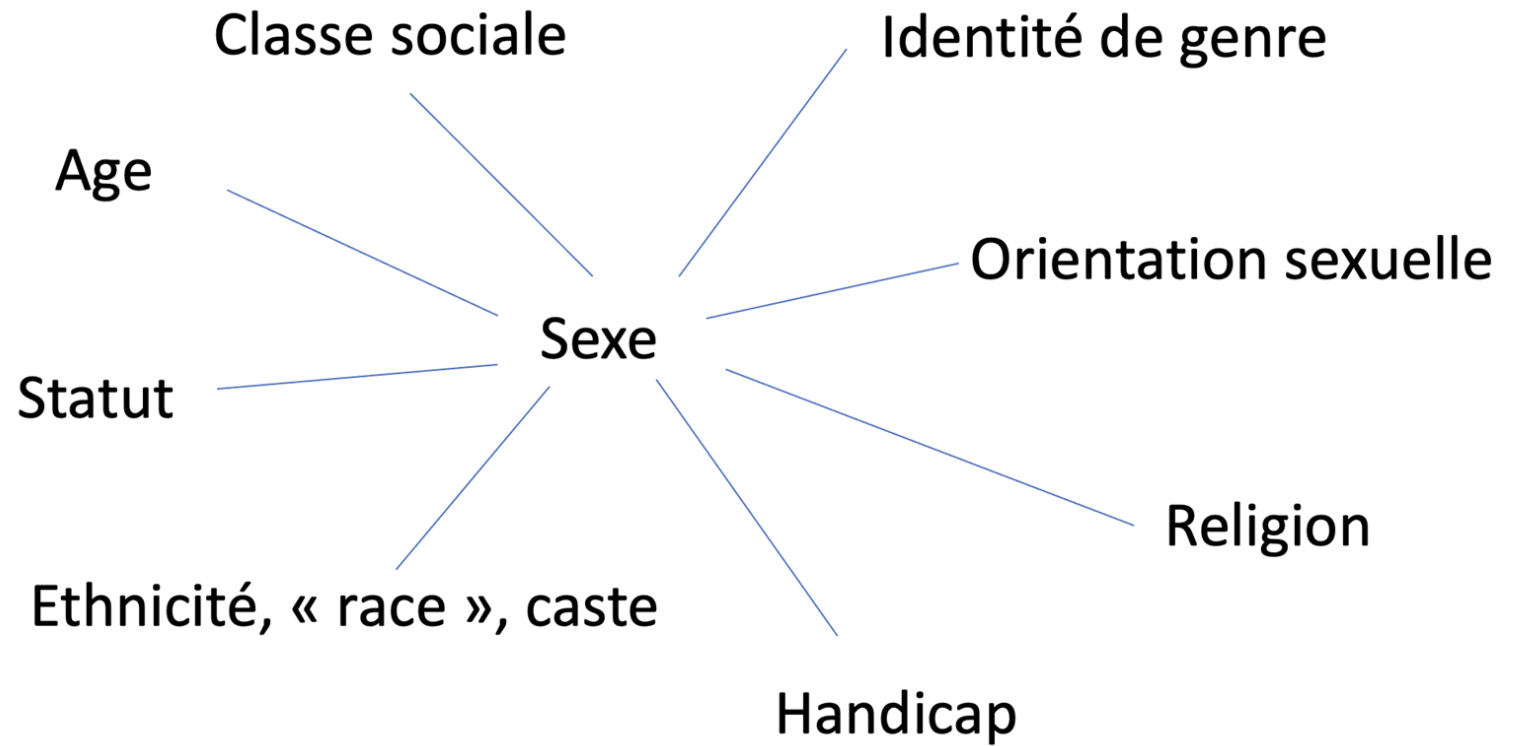 Classe sociale
Identité de genre
Age
Orientation sexuelle
Sexe
Statut
Religion
Ethnicité, « race », caste
Handicap